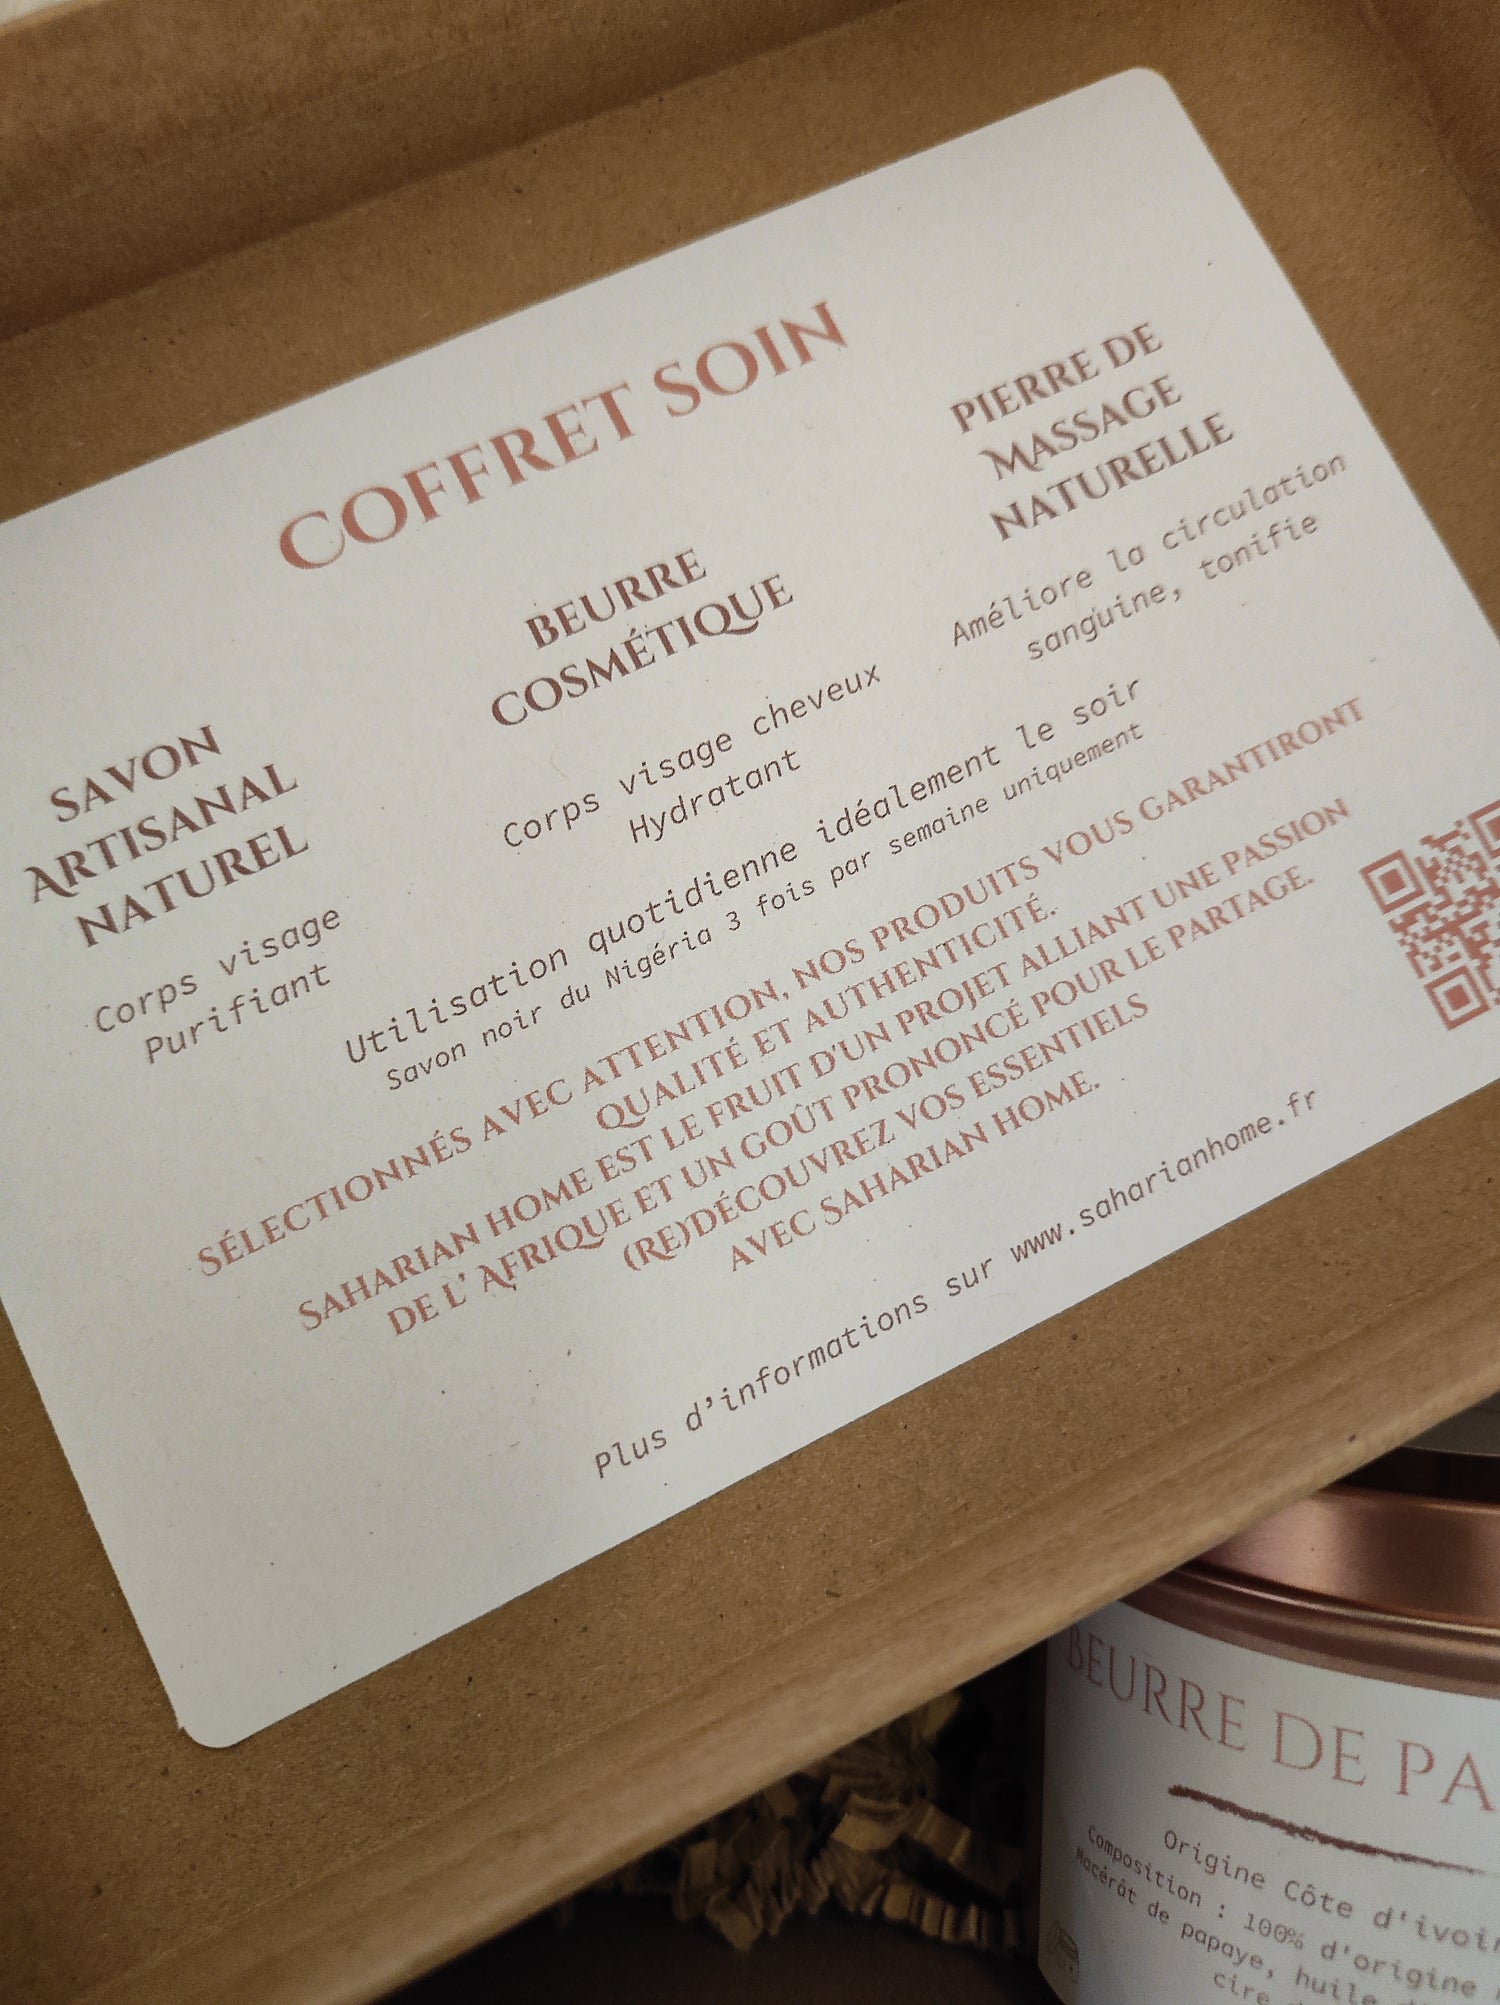 COFFRET SOIN
SAVON
ARTISANAL
NATUREL
Corps visage
Purifiant
BEURRE
COSMÉTIQUE
Corps visage cheveux
Hydratant
PIERRE DE
MASSAGE
NATURELLE
Améliore la circulation
sanguine, tonifie
Utilisation quotidienne idéalement le soir
Savon noir du Nigéria 3 fois par semaine uniquement
SÉLECTIONNÉS AVEC ATTENTION, NOS PRODUITS VOUS GARANTIRONT
QUALITÉ ET AUTHENTICITÉ.
SAHARIAN HOME EST LE FRUIT D'UN PROJET ALLIANT UNE PASSION
DE L' AFRIQUE ET UN GOÛT PRONONCÉ POUR LE PARTAGE.
(RE)DÉCOUVREZ VOS ESSENTIELS
AVEC SAHARIAN HOME.
Plus d'informations sur www.saharianhome.fr
BEURRE DE PA
Origine Côte d'ivoir
Composition : 100% d'origine
Macérât de papaye, huile
cire